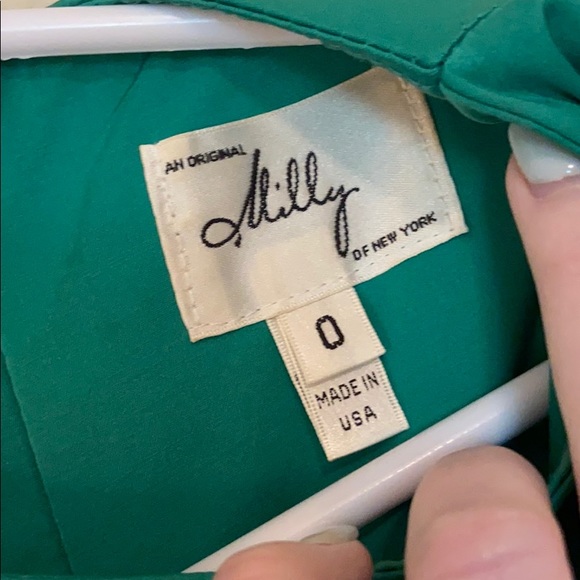 AN ORIGINAL
Milly
OF NEW YORK
0
MADE IN
USA